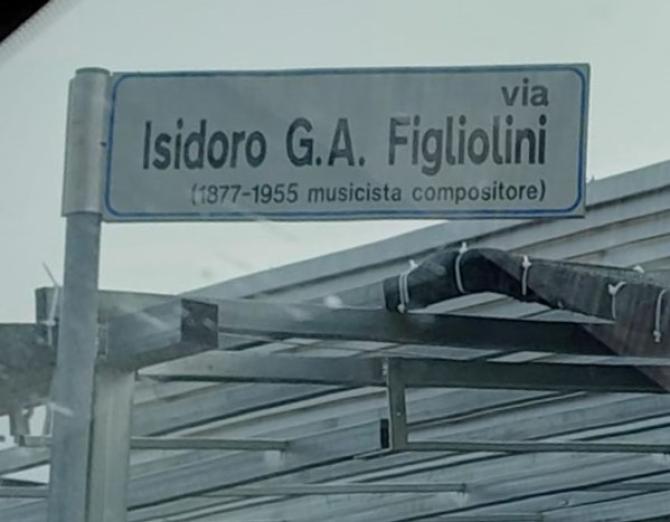 via
Isidoro G.A. Figliolini
(1877-1955 musicista compositore)